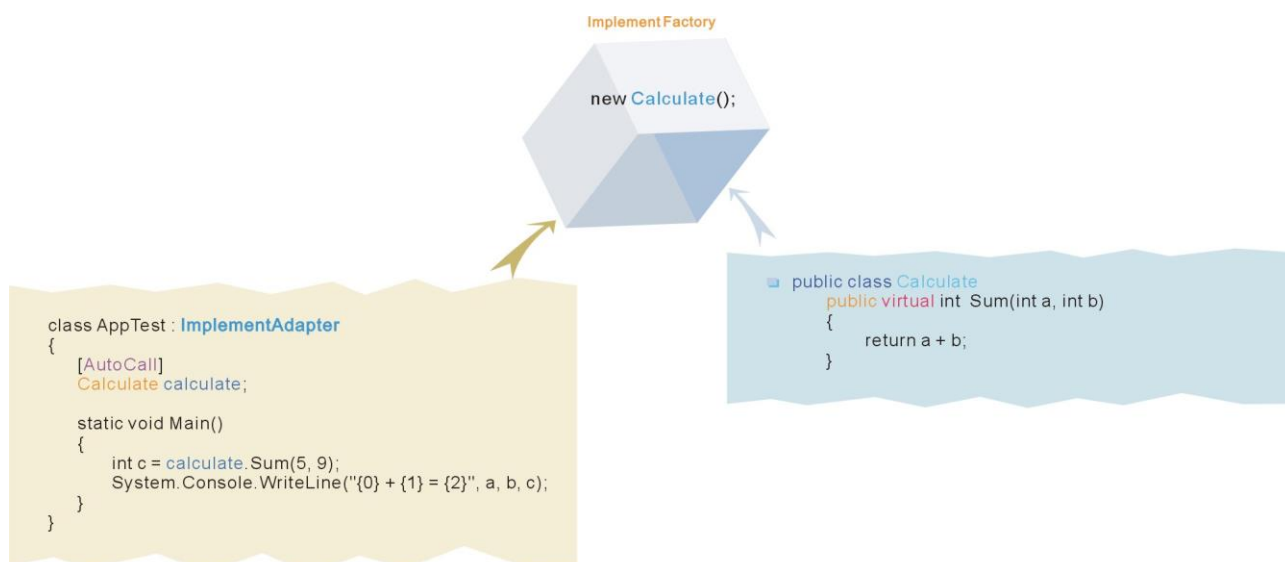 Implement Factory
new Calculate();
class AppTest : ImplementAdapter
{
[AutoCall]
Calculate calculate;
static void Main()
{
int c = calculate.Sum(5, 9);
System.Console.WriteLine("{0} + {1} = {2}", a, b, c);
}
}
public class Calculate
public virtual int Sum(int a, int b)
{
return a + b;
}